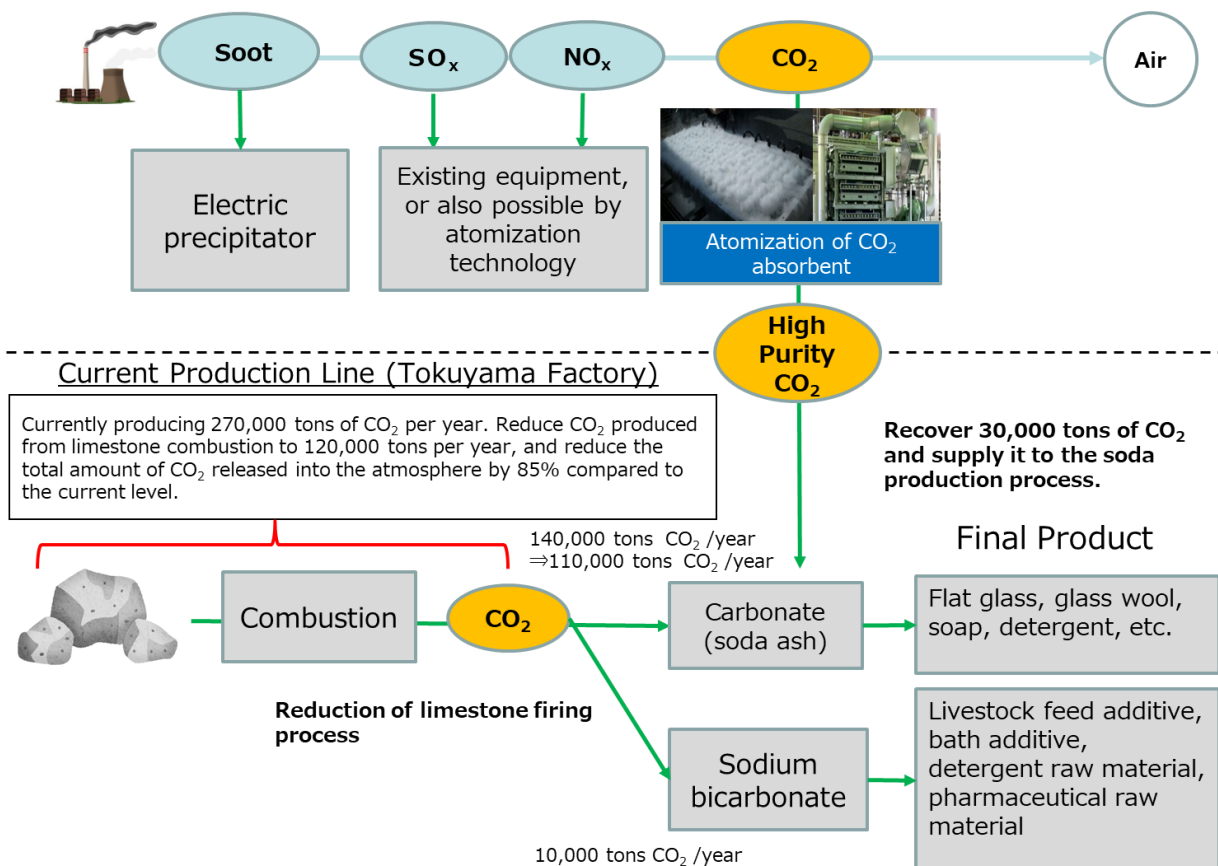 Soot
SOₓ
NOₓ
CO₂
Air
Electric
precipitator
Existing equipment,
or also possible by
atomization
technology
Atomization of CO₂
absorbent
High
Purity
CO₂
Current Production Line (Tokuyama Factory)
Currently producing 270,000 tons of CO₂ per year. Reduce CO₂ produced
from limestone combustion to 120,000 tons per year, and reduce the
total amount of CO₂ released into the atmosphere by 85% compared to
the current level.
Recover 30,000 tons of CO₂
and supply it to the soda
production process.
140,000 tons CO₂ /year
⇒110,000 tons CO₂ /year
Final Product
Combustion
CO₂
Carbonate
(soda ash)
Flat glass, glass wool,
soap, detergent, etc.
Reduction of limestone firing
process
Sodium
bicarbonate
Livestock feed additive,
bath additive,
detergent raw material,
pharmaceutical raw
material
10,000 tons CO₂ /year